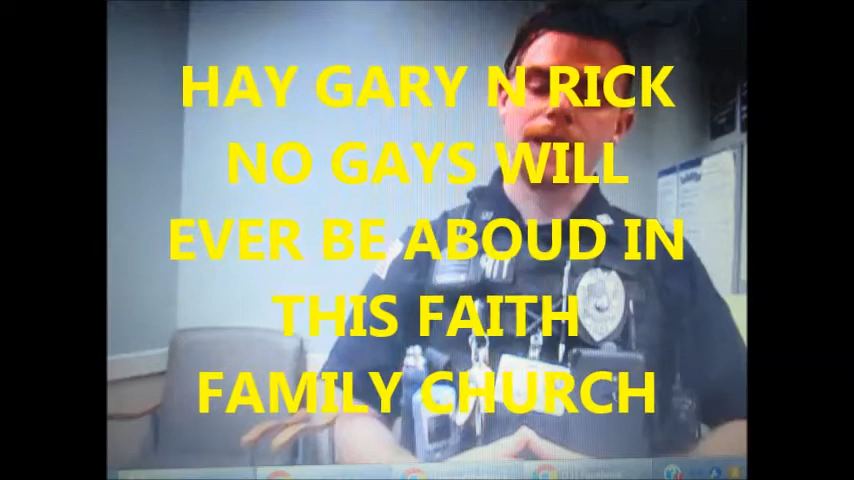 HAY GARY N RICK
NO GAYS WILL
EVER BE ABOUD IN
THIS FAITH
FAMILY CHURCH